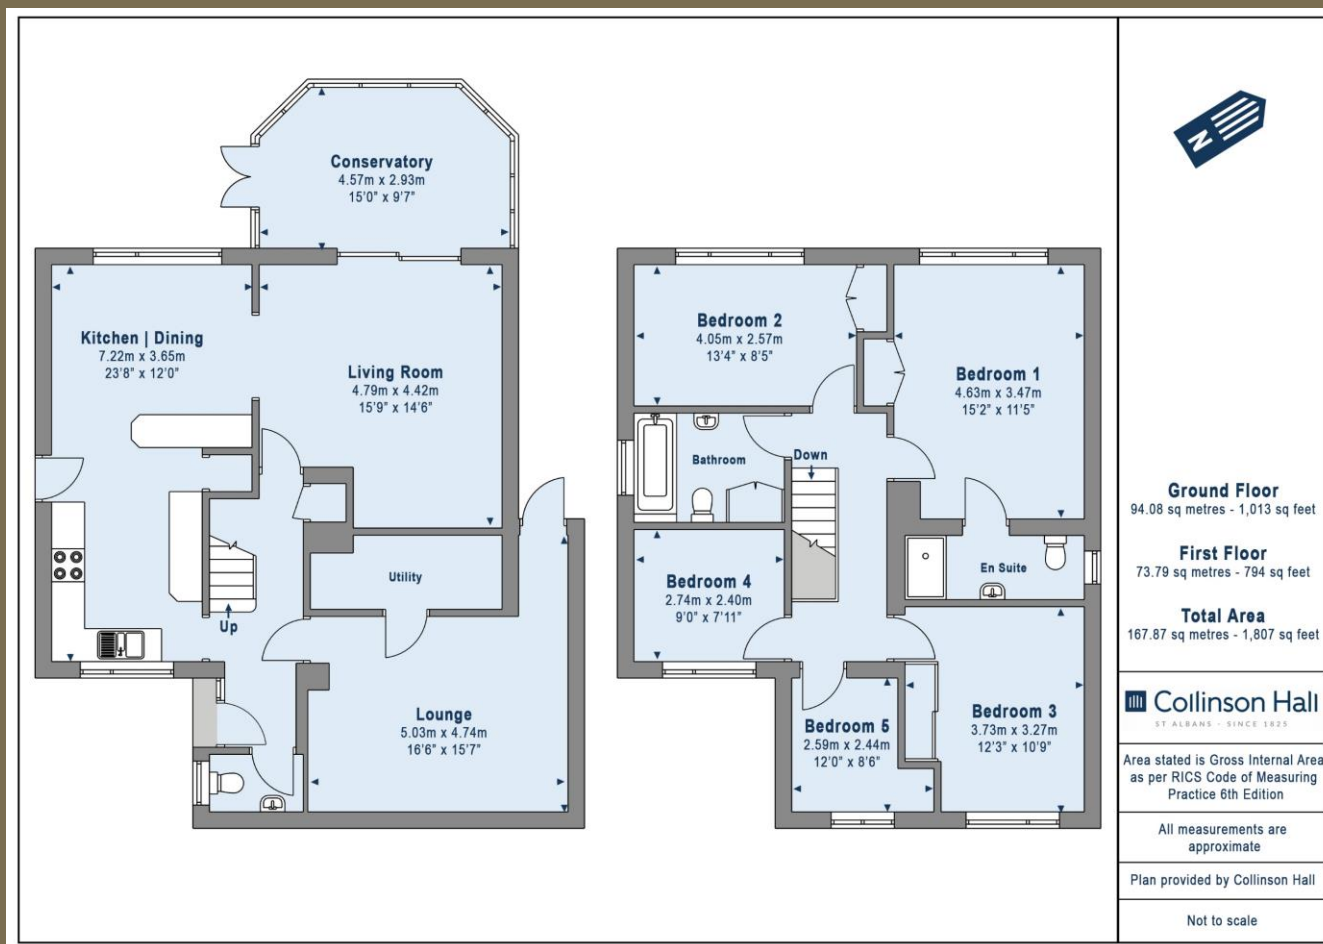 Conservatory
4.57m x 2.93m
15'0" x 9'7"
Kitchen | Dining
7.22m x 3.65m
23'8" x 12'0"
Living Room
4.79m x 4.42m
15'9" x 14'6"
Utility
Up
Lounge
5.03m x 4.74m
16'6" x 15'7"
Bedroom 2
4.05m x 2.57m
13'4" x 8'5"
Bedroom 1
4.63m x 3.47m
15'2" x 11'5"
Bathroom
Down
En Suite
Bedroom 4
2.74m x 2.40m
9'0" x 7'11"
Bedroom 5
2.59m x 2.44m
12'0" x 8'6"
Bedroom 3
3.73m x 3.27m
12'3" x 10'9"
N
Ground Floor
94.08 sq metres - 1,013 sq feet
First Floor
73.79 sq metres - 794 sq feet
Total Area
167.87 sq metres - 1,807 sq feet
Collinson Hall
ST ALBANS - SINCE 1825
Area stated is Gross Internal Area
as per RICS Code of Measuring
Practice 6th Edition
All measurements are
approximate
Plan provided by Collinson Hall
Not to scale